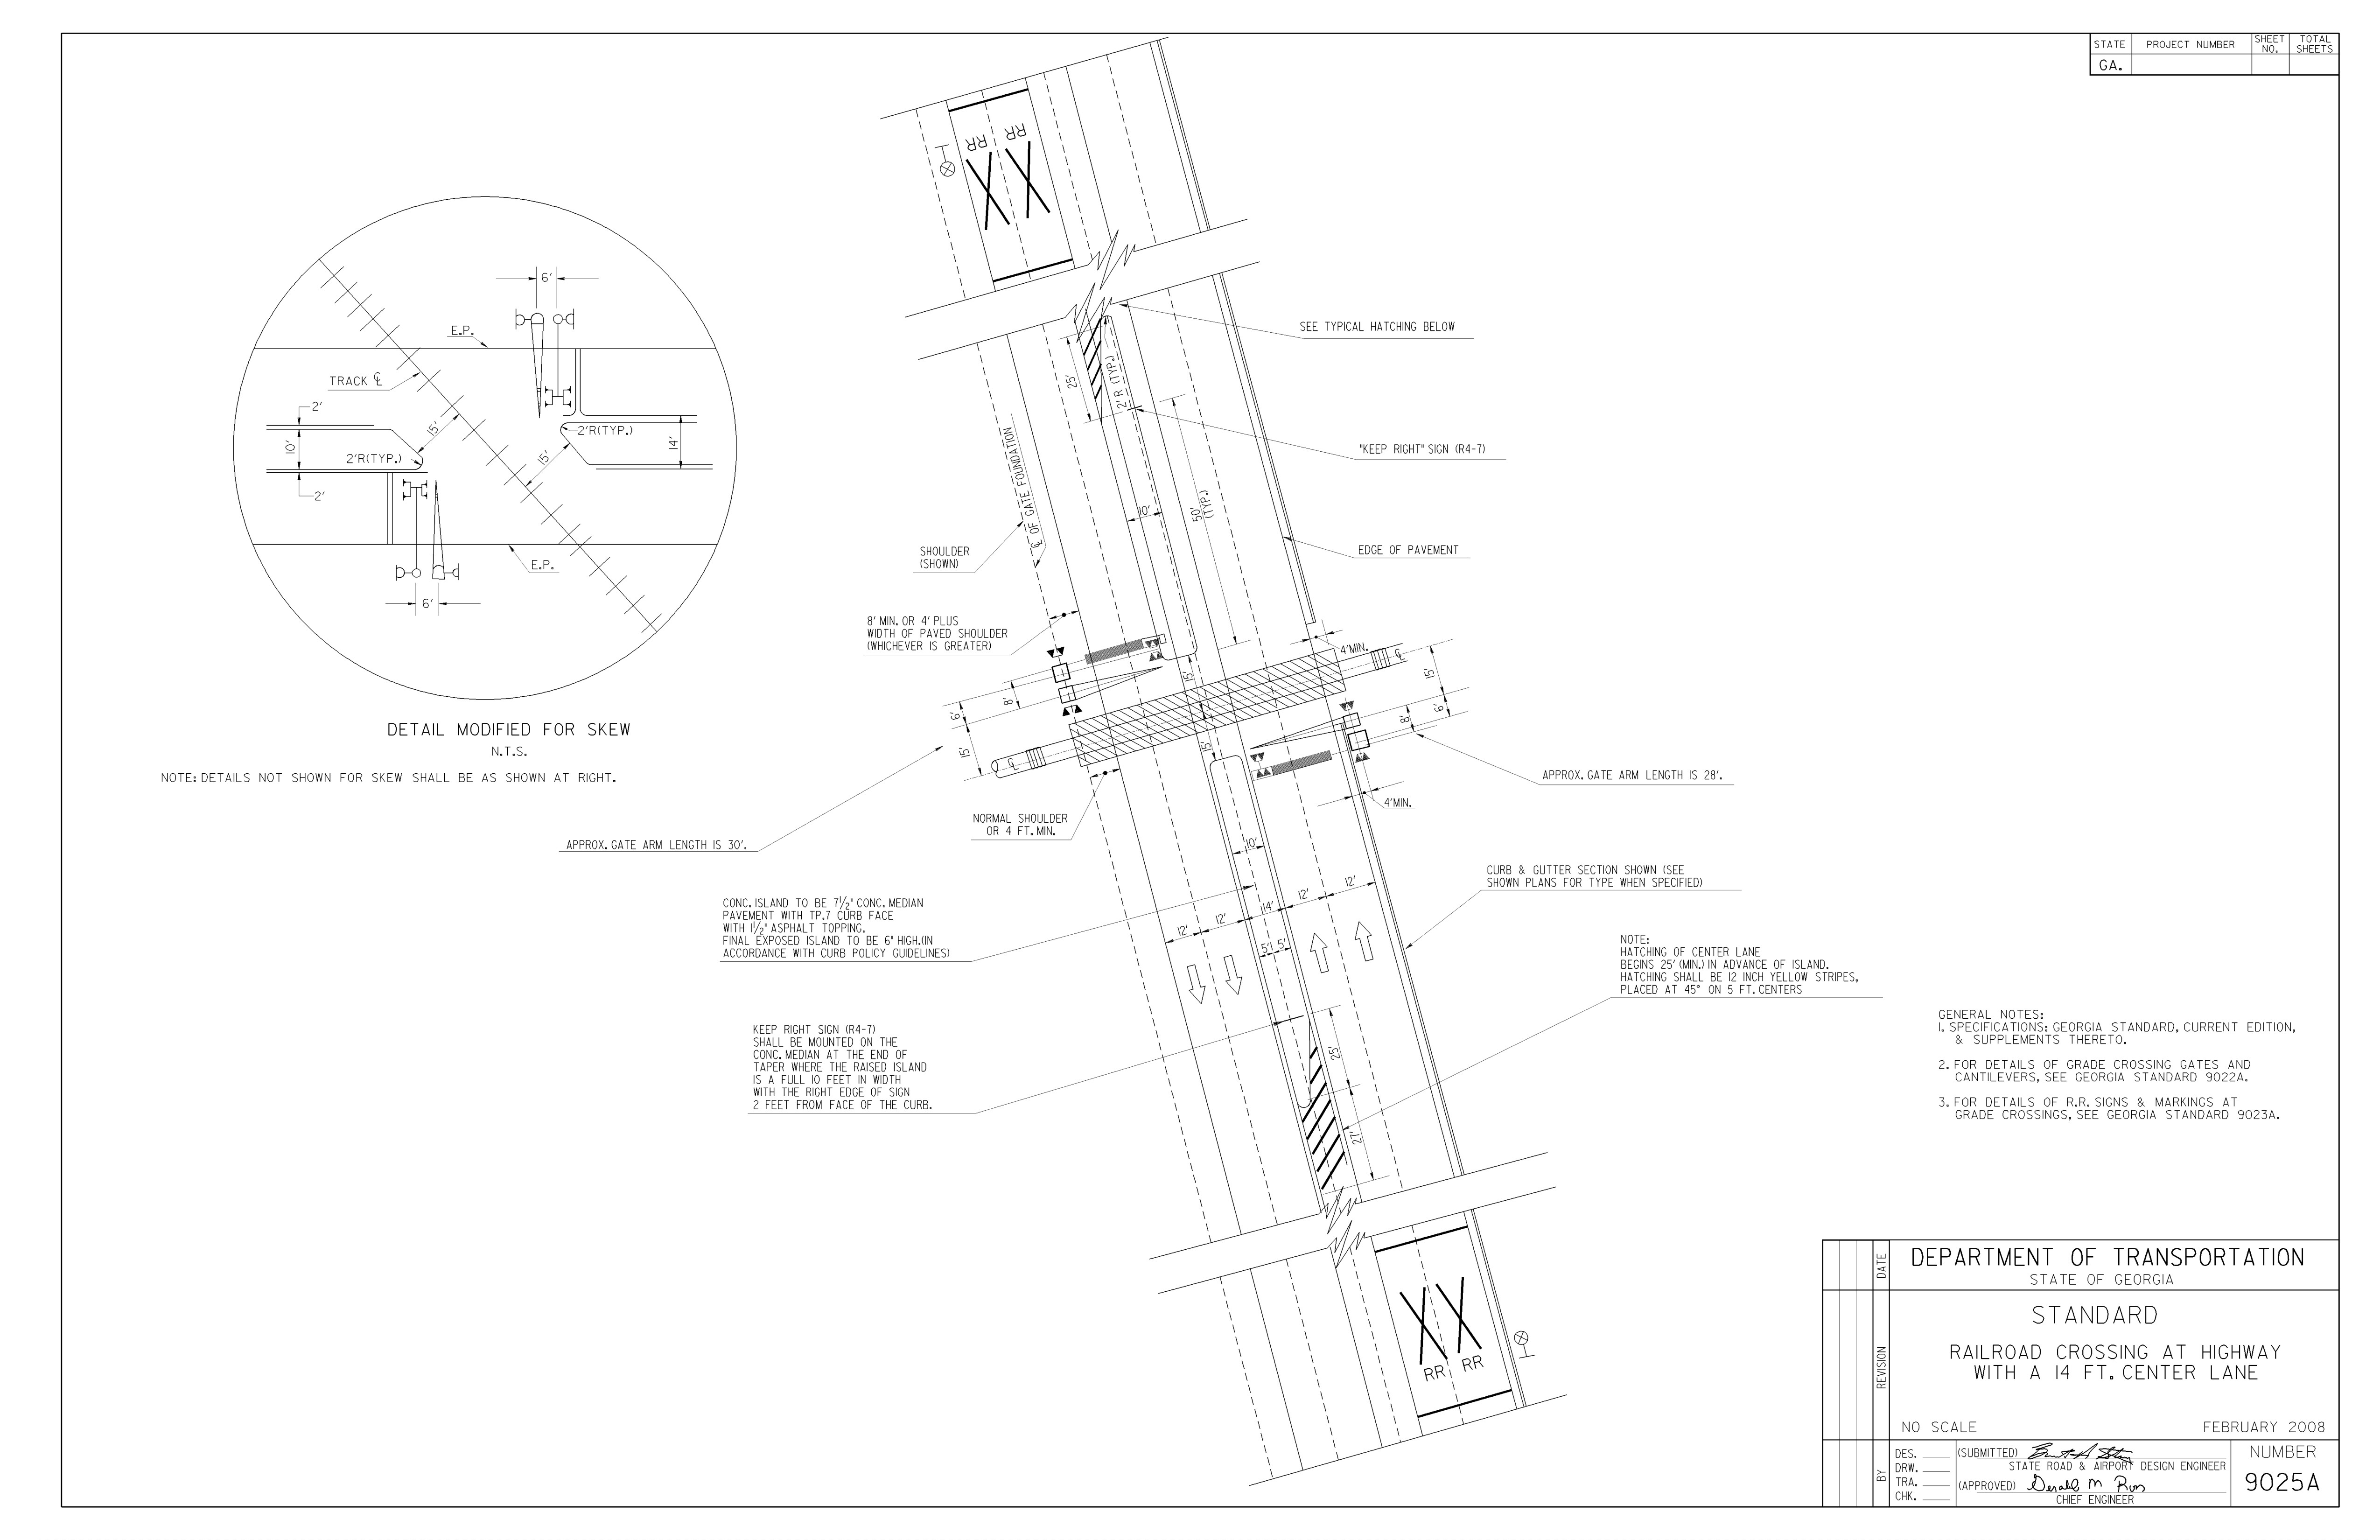 STATE
PROJECT NUMBER
SHEET NO.
TOTAL SHEETS
GA.
RR RR
6'
E.P.
TRACK ℄
2'
10'
2'R(TYP.)
2'
15'
15'
2'R(TYP.)
14'
E.P.
6'
DETAIL MODIFIED FOR SKEW
N.T.S.
NOTE: DETAILS NOT SHOWN FOR SKEW SHALL BE AS SHOWN AT RIGHT.
SEE TYPICAL HATCHING BELOW
25'
2' R (TYP.)
"KEEP RIGHT" SIGN (R4-7)
℄ OF GATE FOUNDATION
50'
(TYP.)
10'
SHOULDER
(SHOWN)
EDGE OF PAVEMENT
8' MIN. OR 4' PLUS
WIDTH OF PAVED SHOULDER
(WHICHEVER IS GREATER)
4'MIN.
℄
15'
15'
8'
6'
15'
6'
8'
15'
℄
APPROX. GATE ARM LENGTH IS 28'.
4'MIN.
NORMAL SHOULDER
OR 4 FT. MIN.
APPROX. GATE ARM LENGTH IS 30'.
10'
CURB & GUTTER SECTION SHOWN (SEE
SHOWN PLANS FOR TYPE WHEN SPECIFIED)
12'
12'
14'
12'
12'
5' 5'
CONC. ISLAND TO BE 7½" CONC. MEDIAN
PAVEMENT WITH TP.7 CURB FACE
WITH 1½" ASPHALT TOPPING.
FINAL EXPOSED ISLAND TO BE 6" HIGH.(IN
ACCORDANCE WITH CURB POLICY GUIDELINES)
NOTE:
HATCHING OF CENTER LANE
BEGINS 25' (MIN.) IN ADVANCE OF ISLAND.
HATCHING SHALL BE 12 INCH YELLOW STRIPES,
PLACED AT 45° ON 5 FT. CENTERS
KEEP RIGHT SIGN (R4-7)
SHALL BE MOUNTED ON THE
CONC. MEDIAN AT THE END OF
TAPER WHERE THE RAISED ISLAND
IS A FULL 10 FEET IN WIDTH
WITH THE RIGHT EDGE OF SIGN
2 FEET FROM FACE OF THE CURB.
25'
27'
RR RR
GENERAL NOTES:
1. SPECIFICATIONS: GEORGIA STANDARD, CURRENT EDITION,
& SUPPLEMENTS THERETO.
2. FOR DETAILS OF GRADE CROSSING GATES AND
CANTILEVERS, SEE GEORGIA STANDARD 9022A.
3. FOR DETAILS OF R.R. SIGNS & MARKINGS AT
GRADE CROSSINGS, SEE GEORGIA STANDARD 9023A.
DATE
REVISION
BY
DEPARTMENT OF TRANSPORTATION
STATE OF GEORGIA
STANDARD
RAILROAD CROSSING AT HIGHWAY
WITH A 14 FT. CENTER LANE
NO SCALE
FEBRUARY 2008
DES.
DRW.
TRA.
CHK.
(SUBMITTED)
STATE ROAD & AIRPORT DESIGN ENGINEER
(APPROVED)
CHIEF ENGINEER
NUMBER
9025A